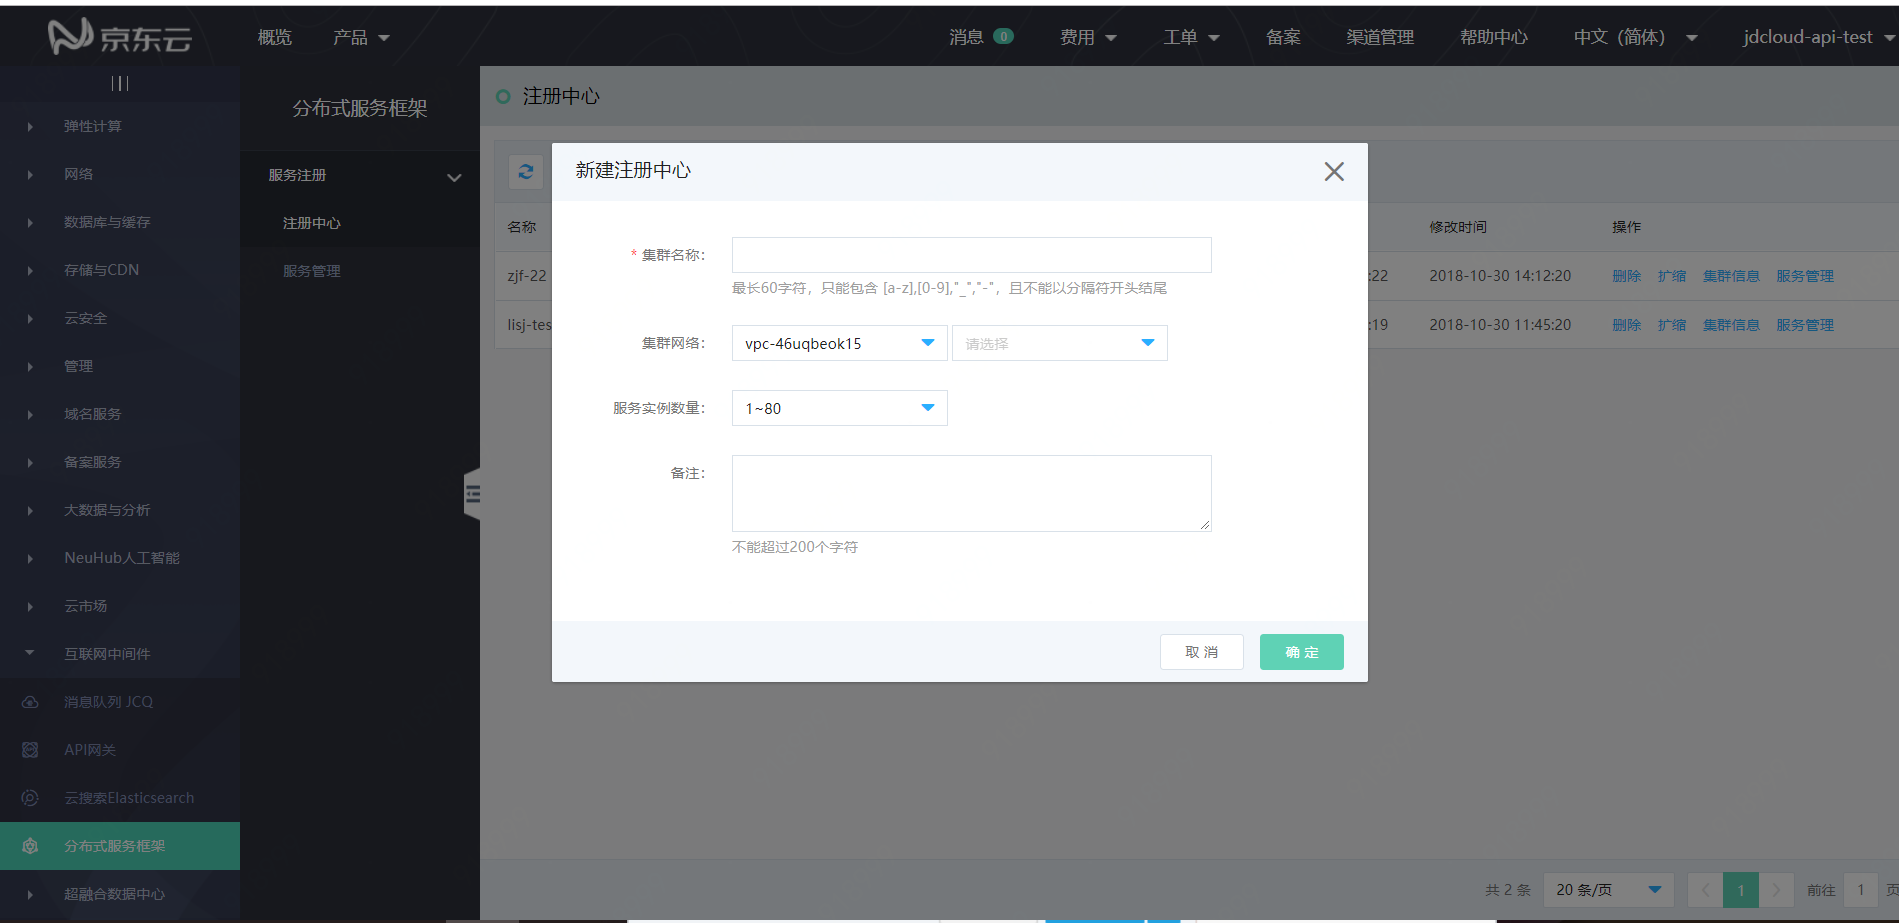 京东云 概览 产品 消息 0 费用 工单 备案 渠道管理 帮助中心 中文（简体） jdcloud-api-test
弹性计算
网络
数据库与缓存
存储与CDN
云安全
管理
域名服务
备案服务
大数据与分析
NeuHub人工智能
云市场
互联网中间件
消息队列 JCQ
API网关
云搜索Elasticsearch
分布式服务框架
超融合数据中心
分布式服务框架
服务注册
注册中心
服务管理
注册中心
名称 修改时间 操作
zjf-22 :22 2018-10-30 14:12:20 删除 扩缩 集群信息 服务管理
lisj-tes :19 2018-10-30 11:45:20 删除 扩缩 集群信息 服务管理
新建注册中心
* 集群名称：
最长60字符，只能包含 [a-z],[0-9],"_","-"，且不能以分隔符开头结尾
集群网络： vpc-46uqbeok15 请选择
服务实例数量： 1~80
备注：
不能超过200个字符
取 消 确 定
共 2 条 20 条/页 1 前往 1 页